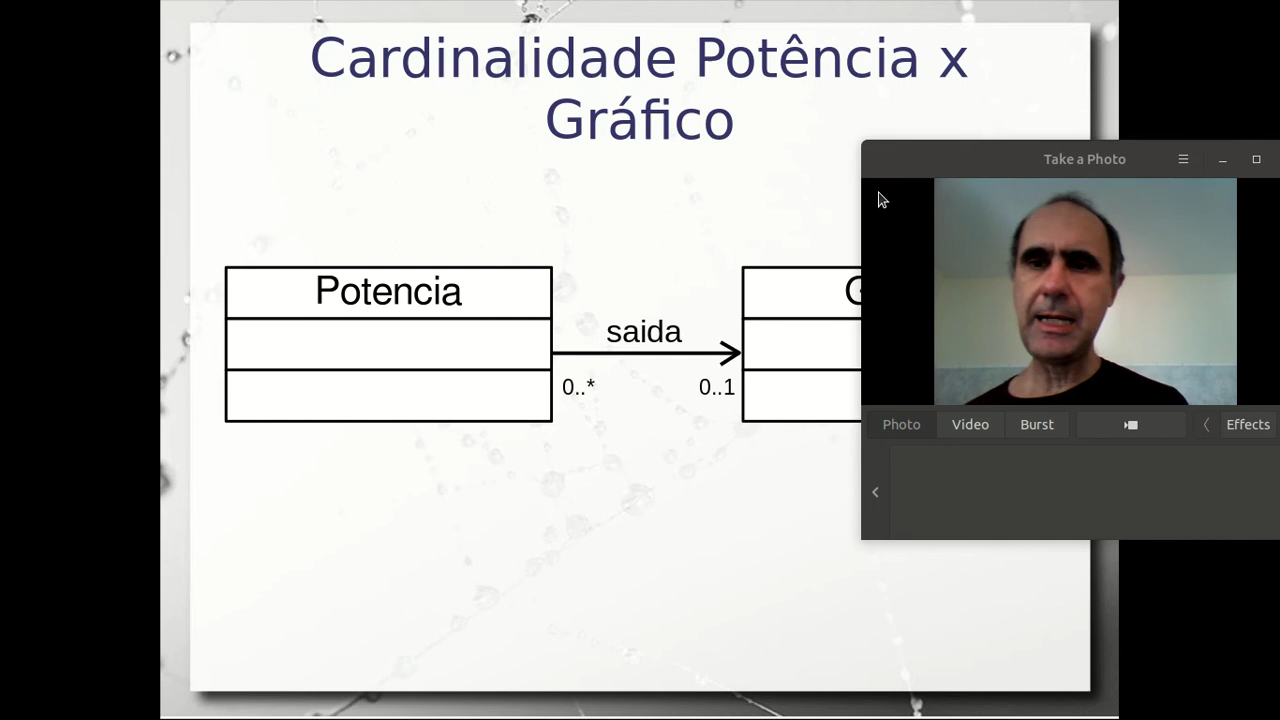 Cardinalidade Potência x
Gráfico
Take a Photo
Potencia
G
saida
0..*
0..1
Photo
Video
Burst
Effects